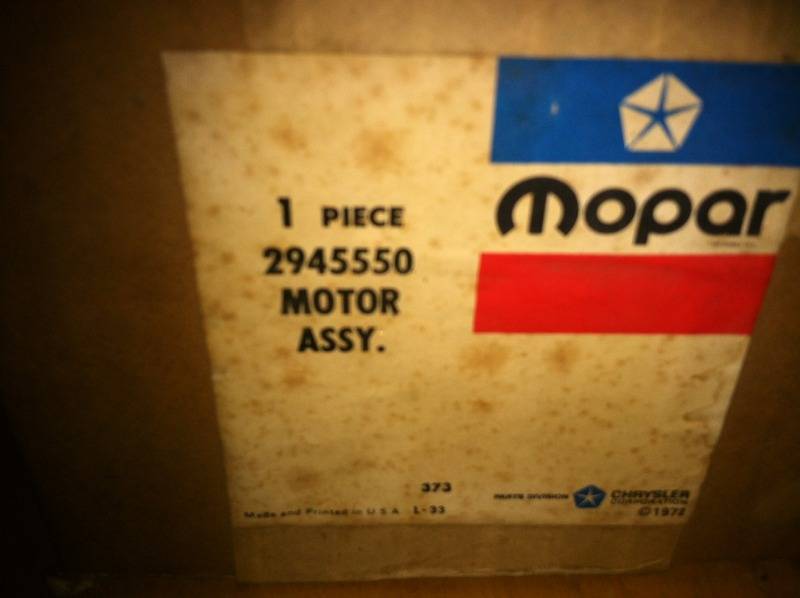 mopar
1 PIECE
2945550
MOTOR
ASSY.
373
Made and Printed in U S A L-33
PARTS DIVISION CHRYSLER
CORPORATION
©1972